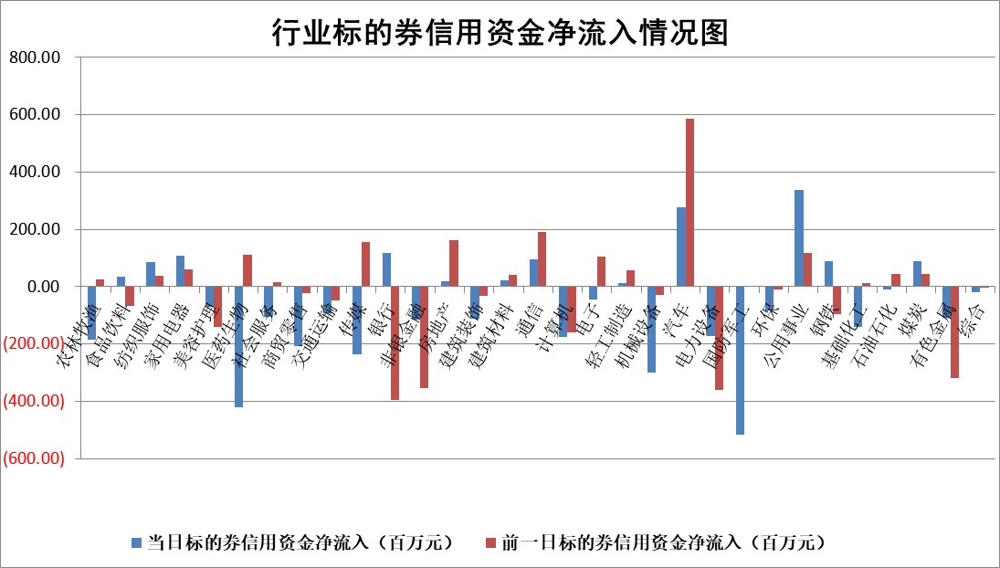 行业标的券信用资金净流入情况图
800.00
600.00
400.00
200.00
0.00
(200.00)
(400.00)
(600.00)
农林牧渔
食品饮料
纺织服饰
家用电器
美容护理
医药生物
社会服务
商贸零售
交通运输
传媒
银行
非银金融
房地产
建筑装饰
建筑材料
通信
计算机
电子
轻工制造
机械设备
汽车
电力设备
国防军工
环保
公用事业
钢铁
基础化工
石油石化
煤炭
有色金属
综合
当日标的券信用资金净流入（百万元）
前一日标的券信用资金净流入（百万元）